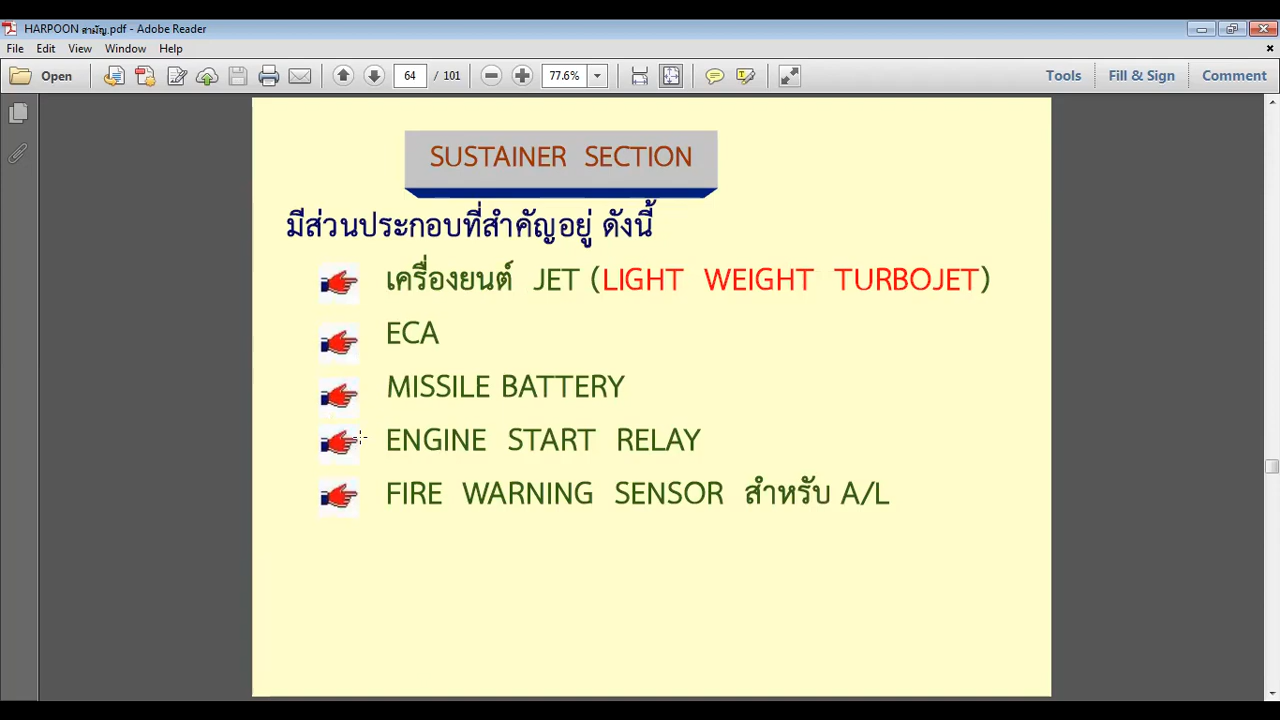 HARPOON สามัญ.pdf - Adobe Reader
File Edit View Window Help
Open 64 / 101 77.6% Tools Fill & Sign Comment
SUSTAINER SECTION
มีส่วนประกอบที่สำคัญอยู่ ดังนี้
เครื่องยนต์ JET (LIGHT WEIGHT TURBOJET)
ECA
MISSILE BATTERY
ENGINE START RELAY
FIRE WARNING SENSOR สำหรับ A/L